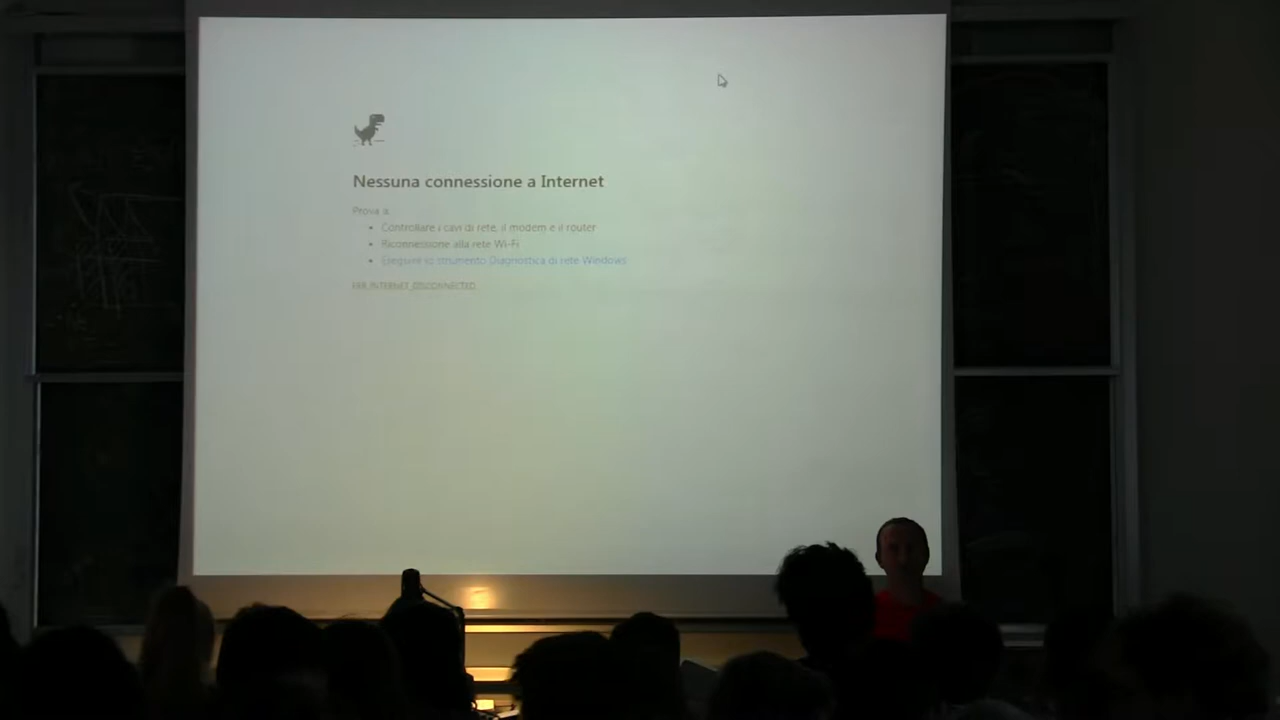 Nessuna connessione a Internet
Prova a:
Controllare i cavi di rete, il modem e il router
Riconnessione alla rete Wi-Fi
Eseguire lo strumento Diagnostica di rete Windows
ERR_INTERNET_DISCONNECTED